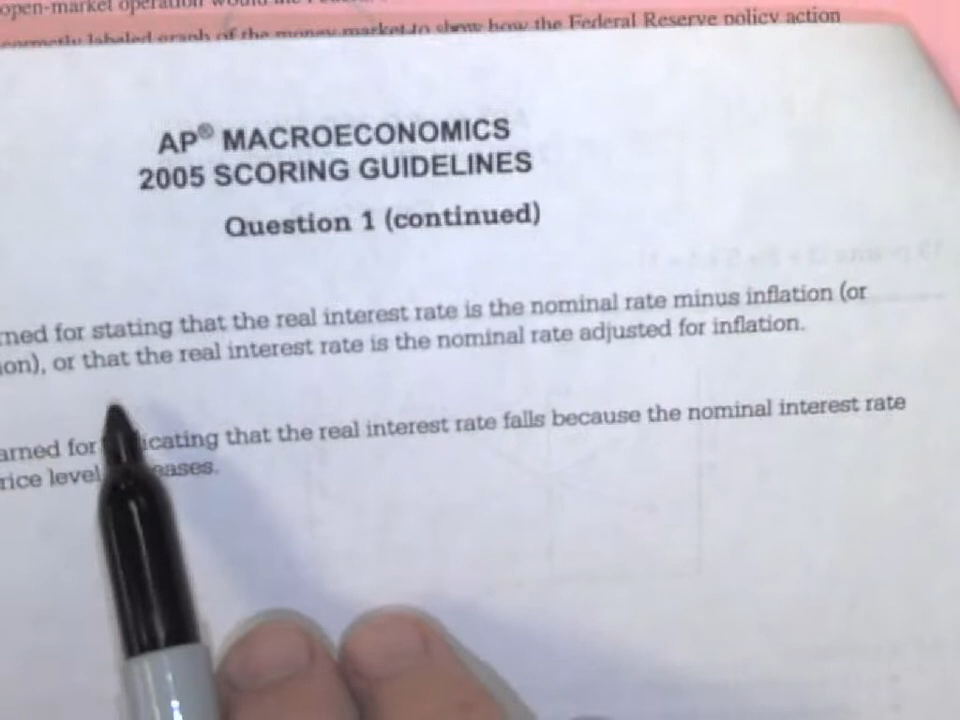 open-market operation would the
correctly labeled graph of the money market to show how the Federal Reserve policy action
AP® MACROECONOMICS
2005 SCORING GUIDELINES
Question 1 (continued)
rned for stating that the real interest rate is the nominal rate minus inflation (or
ion), or that the real interest rate is the nominal rate adjusted for inflation.
arned for icating that the real interest rate falls because the nominal interest rate
rice level eases.